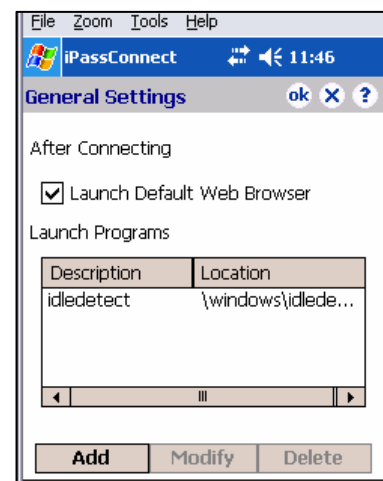 File Zoom Tools Help
iPassConnect 11:46
General Settings ok X ?
After Connecting
Launch Default Web Browser
Launch Programs
Description Location
idledetect \windows\idlede...
Add Modify Delete